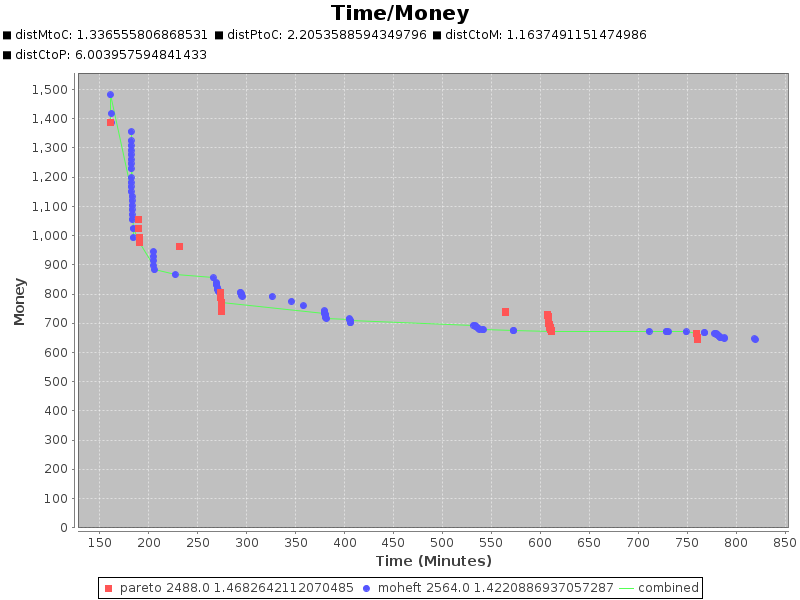 Time/Money
distMtoC: 1.336555806868531 distPtoC: 2.2053588594349796 distCtoM: 1.1637491151474986
distCtoP: 6.003957594841433
1,500
1,400
1,300
1,200
1,100
1,000
900
800
700
600
500
400
300
200
100
0
Money
150 200 250 300 350 400 450 500 550 600 650 700 750 800 850
Time (Minutes)
pareto 2488.0 1.4682642112070485 moheft 2564.0 1.4220886937057287 combined